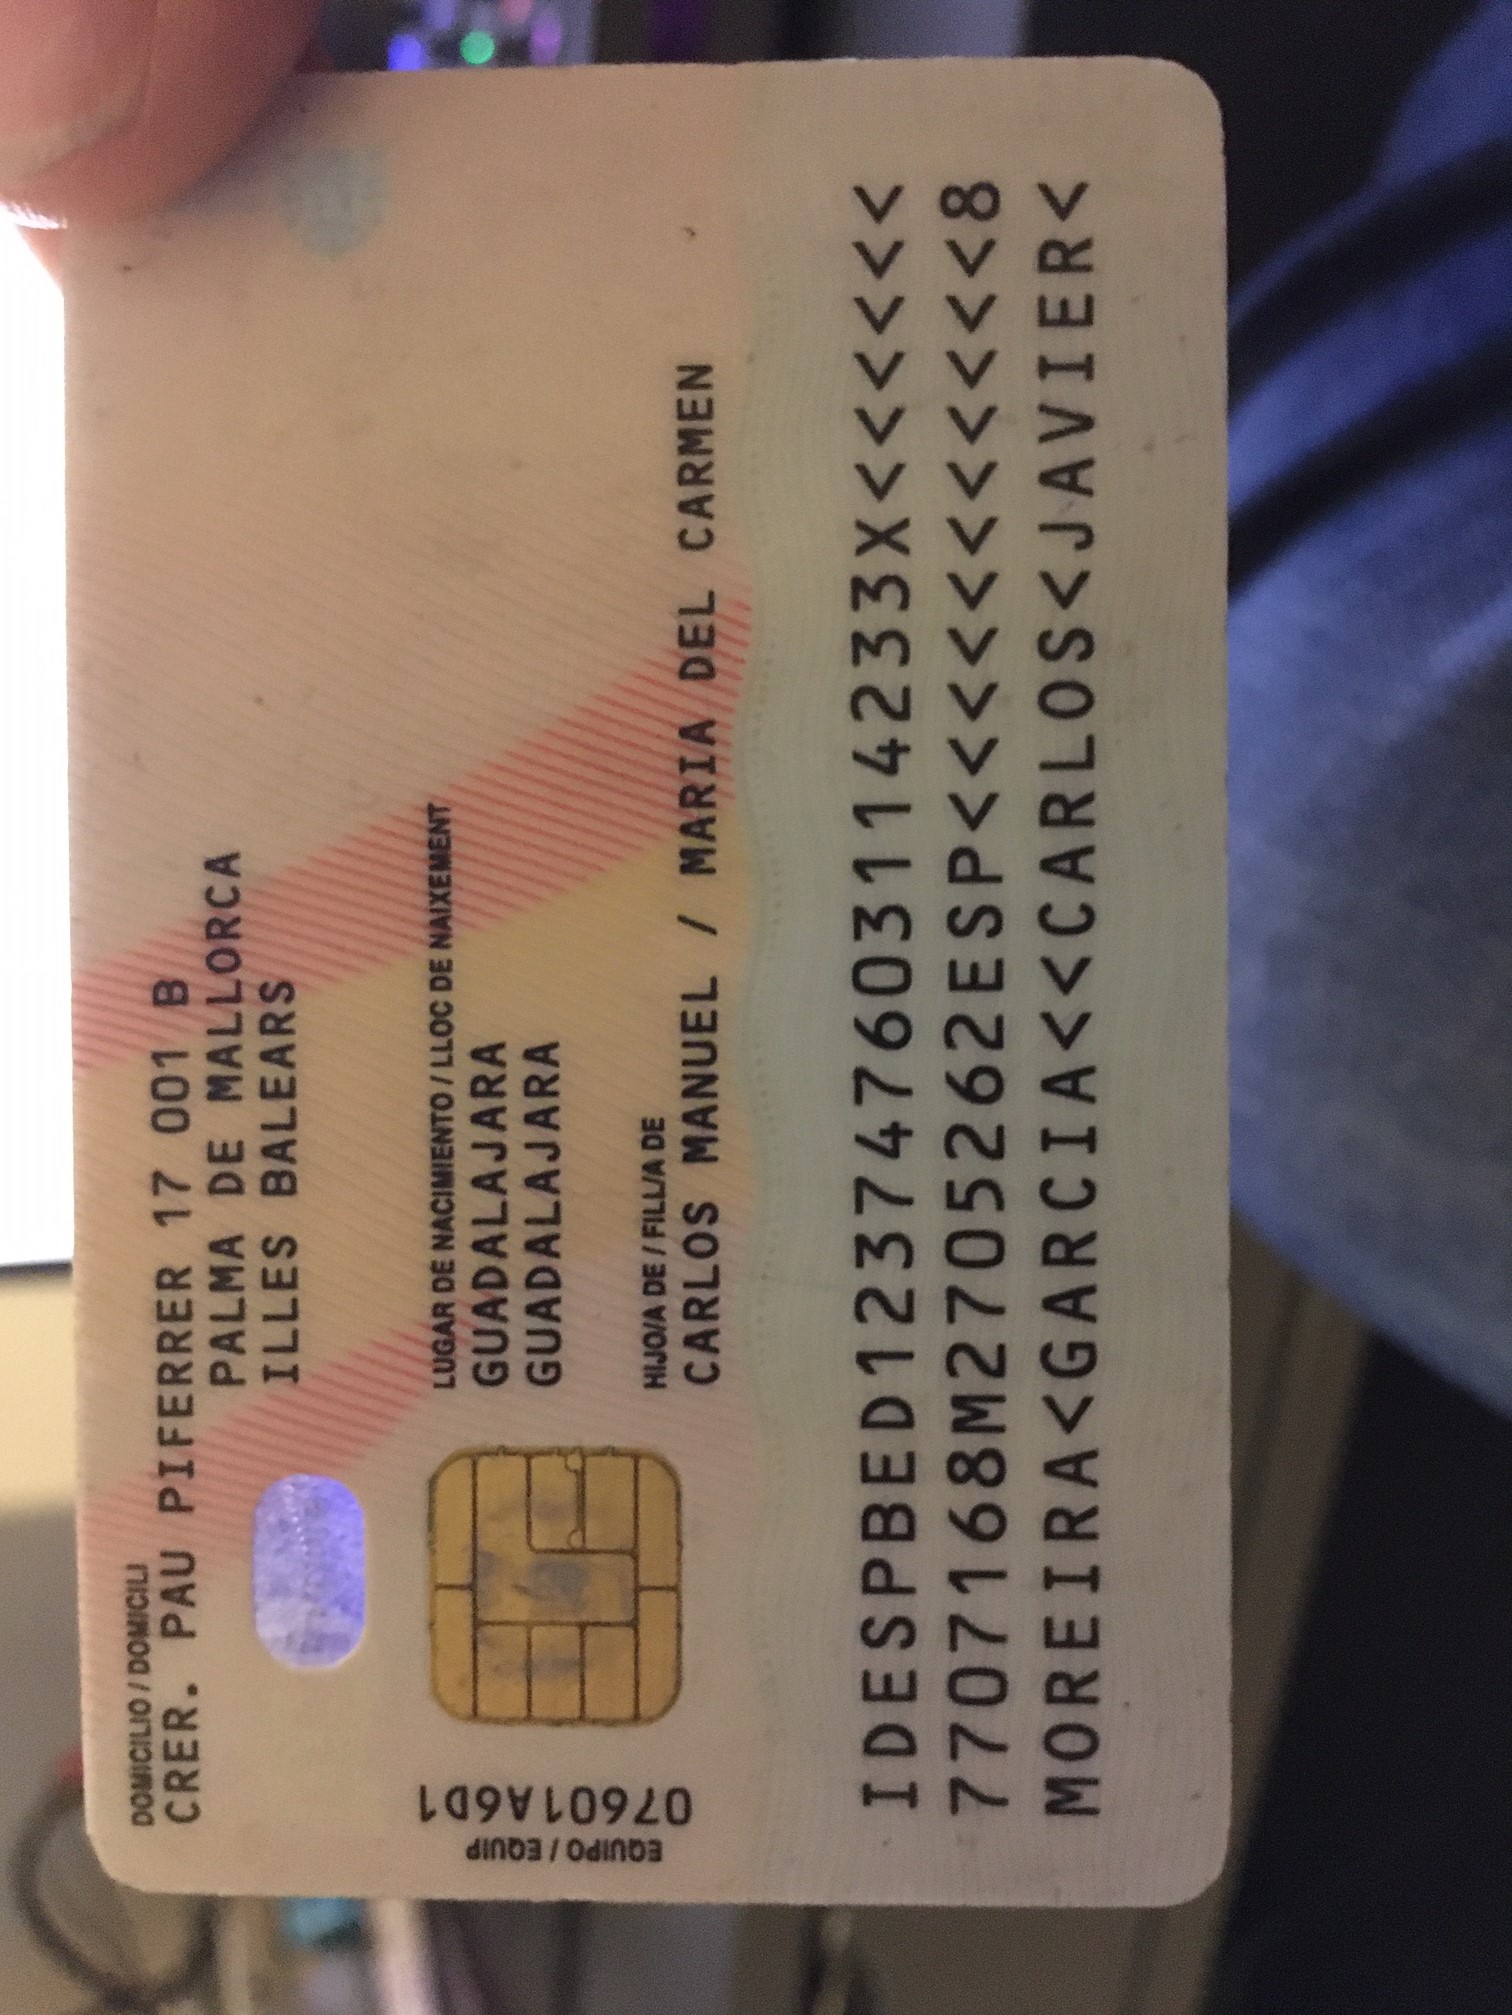 DOMICILIO / DOMICILI
CRER. PAU PIFERRER 17 001 B
PALMA DE MALLORCA
ILLES BALEARS
LUGAR DE NACIMIENTO / LLOC DE NAIXEMENT
GUADALAJARA
GUADALAJARA
HIJO/A DE / FILL/A DE
CARLOS MANUEL / MARIA DEL CARMEN
EQUIPO / EQUIP
07601A6D1
IDESPBED123747603114233X<<<<<<
7707168M2705262ESP<<<<<<<<<<<8
MOREIRA<GARCIA<<CARLOS<JAVIER<